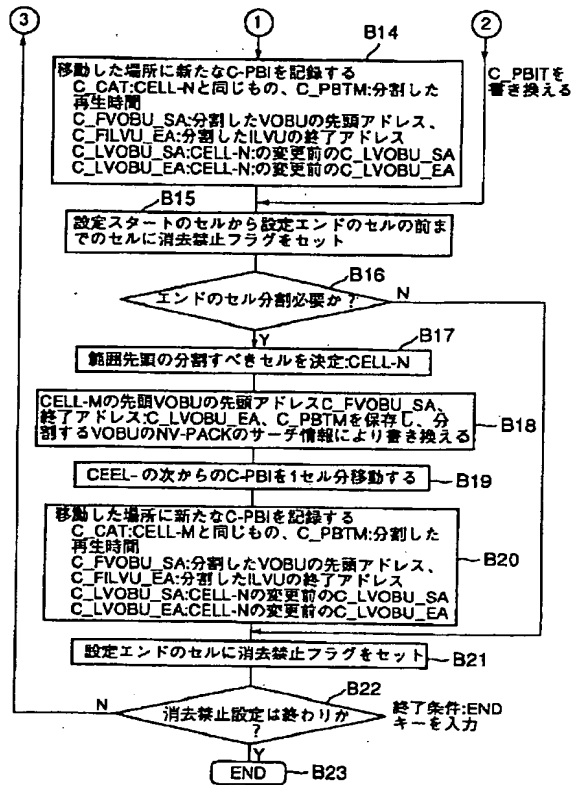 3
1
2
B14
移動した場所に新たなC-PBIを記録する
C_CAT:CELL-Nと同じもの、C_PBTM:分割した
再生時間
C_FVOBU_SA:分割したVOBUの先頭アドレス、
C_FILVU_EA:分割したILVUの終了アドレス
C_LVOBU_SA:CELL-N:の変更前のC_LVOBU_SA
C_LVOBU_EA:CELL-N:の変更前のC_LVOBU_EA
C_PBITを
書き換える
B15
設定スタートのセルから設定エンドのセルの前ま
でのセルに消去禁止フラグをセット
B16
エンドのセル分割必要か?
N
Y
B17
範囲先頭の分割すべきセルを決定:CELL-N
CELL-Mの先頭VOBUの先頭アドレスC_FVOBU_SA、
終了アドレス:C_LVOBU_EA、C_PBTMを保存し、分
割するVOBUのNV-PACKのサーチ情報により書き換える
B18
CEEL-の次からのC-PBIを1セル分移動する
B19
移動した場所に新たなC-PBIを記録する
C_CAT:CELL-Mと同じもの、C_PBTM:分割した
再生時間
C_FVOBU_SA:分割したVOBUの先頭アドレス、
C_FILVU_EA:分割したILVUの終了アドレス
C_LVOBU_SA:CELL-Nの変更前のC_LVOBU_SA
C_LVOBU_EA:CELL-Nの変更前のC_LVOBU_EA
B20
設定エンドのセルに消去禁止フラグをセット
B21
B22
N
消去禁止設定は終わりか
?
終了条件:END
キーを入力
Y
END
B23